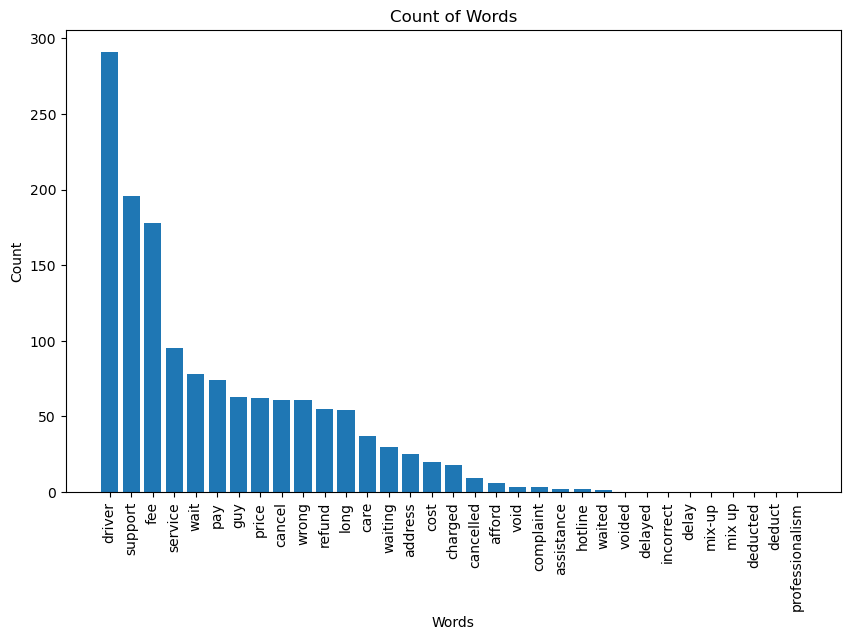 Count of Words
300
250
200
150
100
50
0
Count
driver
support
fee
service
wait
pay
guy
price
cancel
wrong
refund
long
care
waiting
address
cost
charged
cancelled
afford
void
complaint
assistance
hotline
waited
voided
delayed
incorrect
delay
mix-up
mix up
deducted
deduct
professionalism
Words